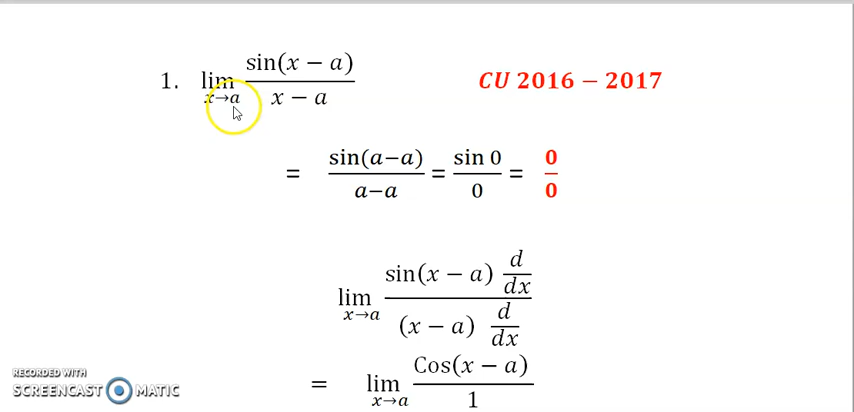 1. lim x→a sin(x − a) / x − a CU 2016 − 2017
= sin(a−a) / a−a = sin 0 / 0 = 0 / 0
lim x→a sin(x − a) d/dx / (x − a) d/dx
= lim x→a Cos(x − a) / 1
RECORDED WITH
SCREENCAST MATIC